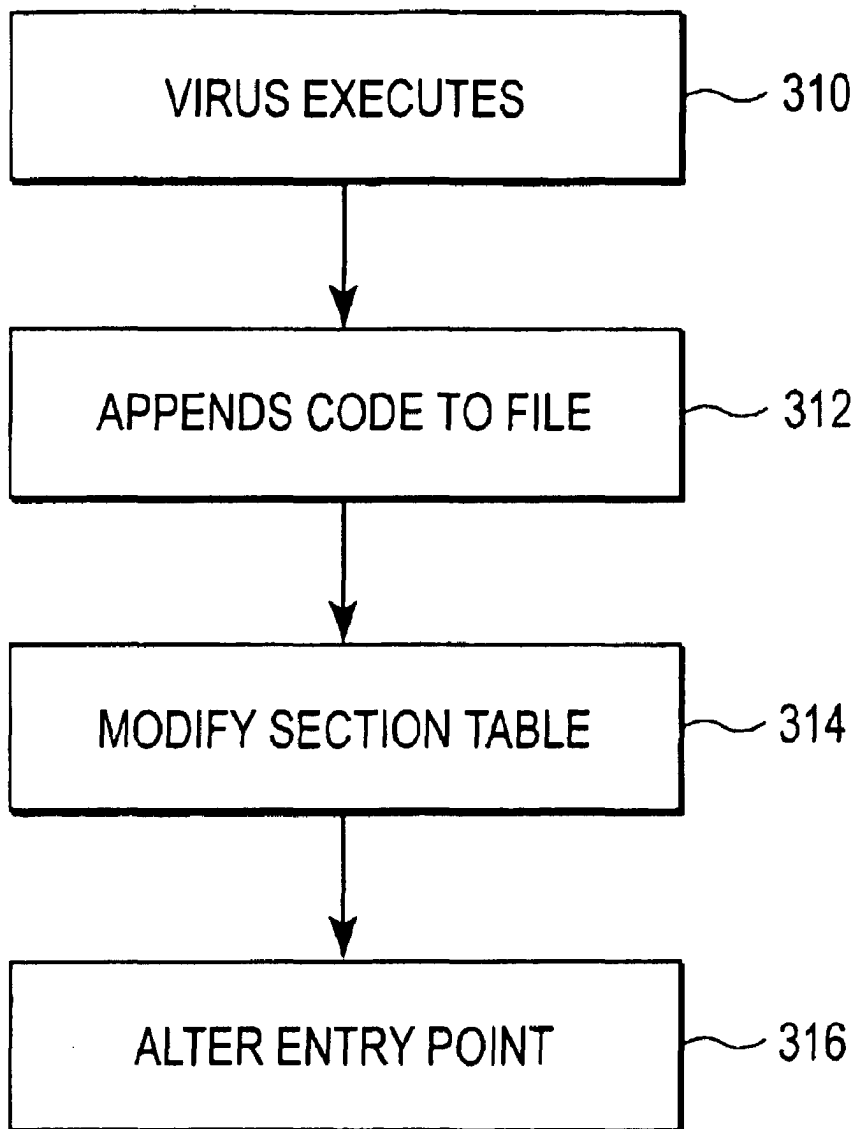 VIRUS EXECUTES
310
APPENDS CODE TO FILE
312
MODIFY SECTION TABLE
314
ALTER ENTRY POINT
316